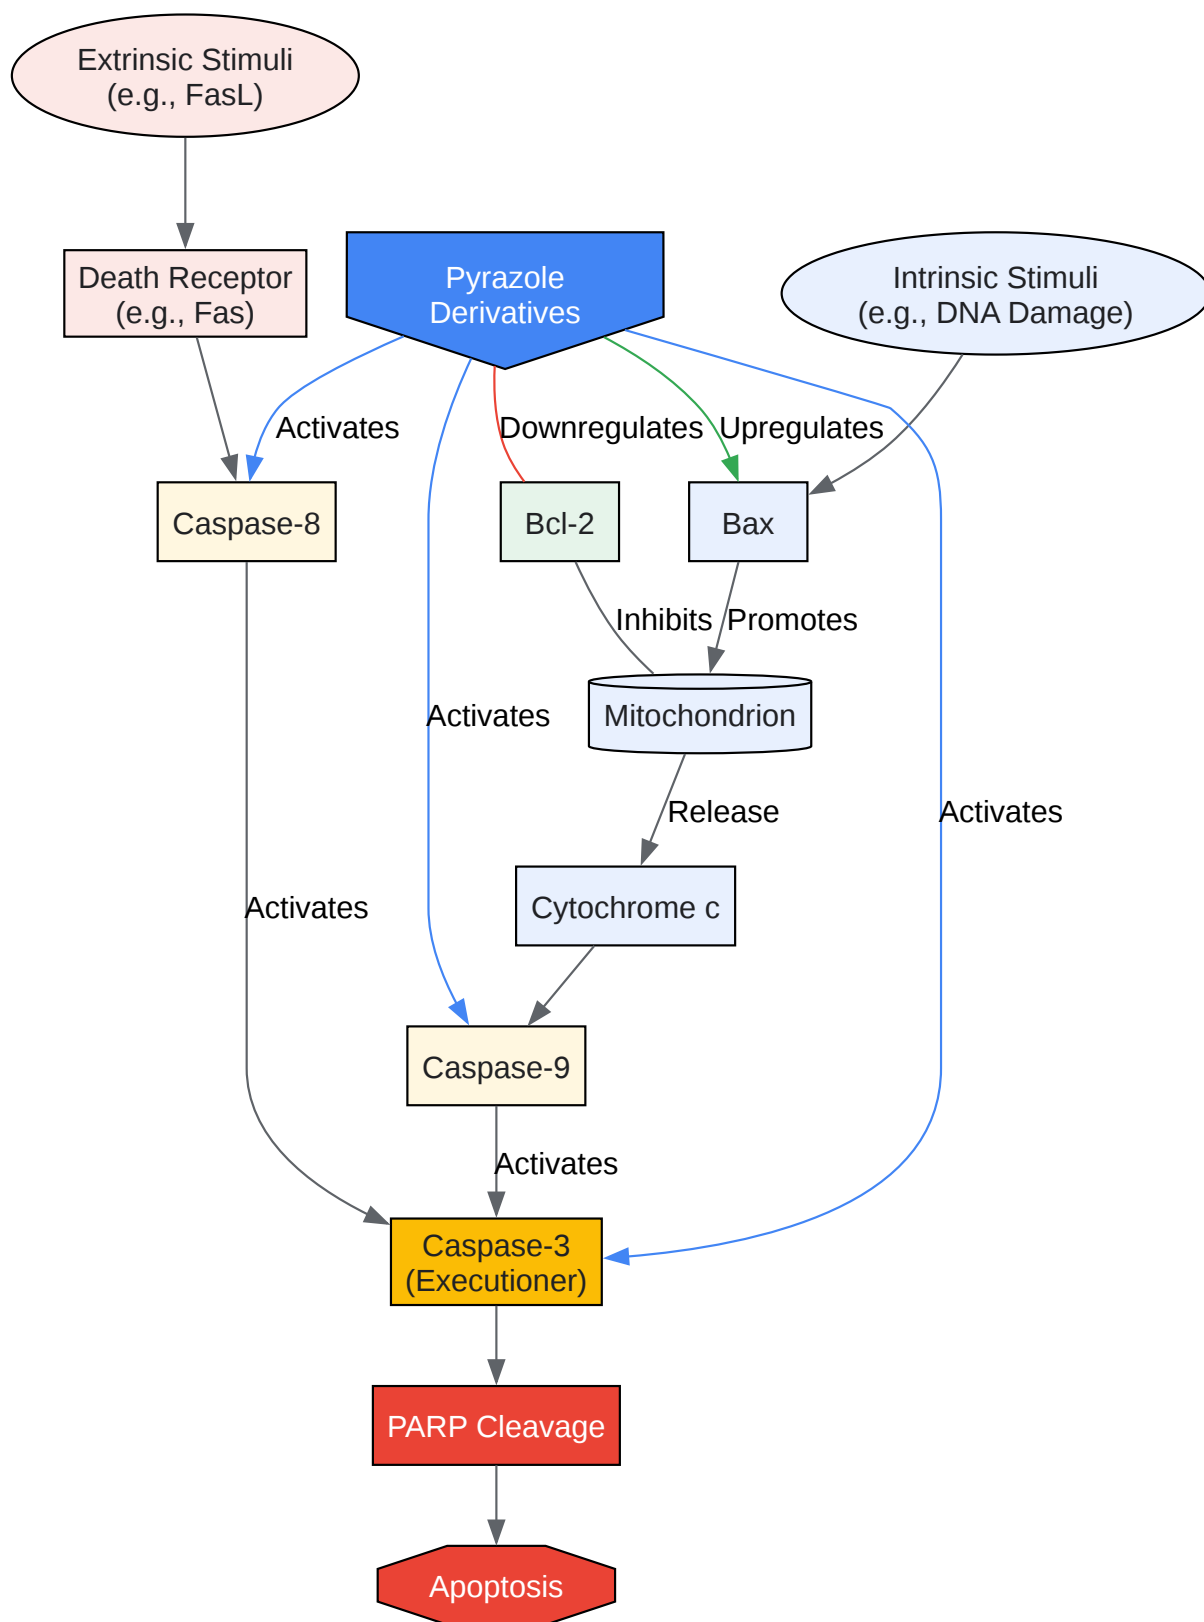 Extrinsic Stimuli
(e.g., FasL)
Death Receptor
(e.g., Fas)
Pyrazole
Derivatives
Intrinsic Stimuli
(e.g., DNA Damage)
Activates
Downregulates
Upregulates
Caspase-8
Bcl-2
Bax
Inhibits
Promotes
Activates
Mitochondrion
Release
Activates
Activates
Cytochrome c
Caspase-9
Activates
Caspase-3
(Executioner)
PARP Cleavage
Apoptosis